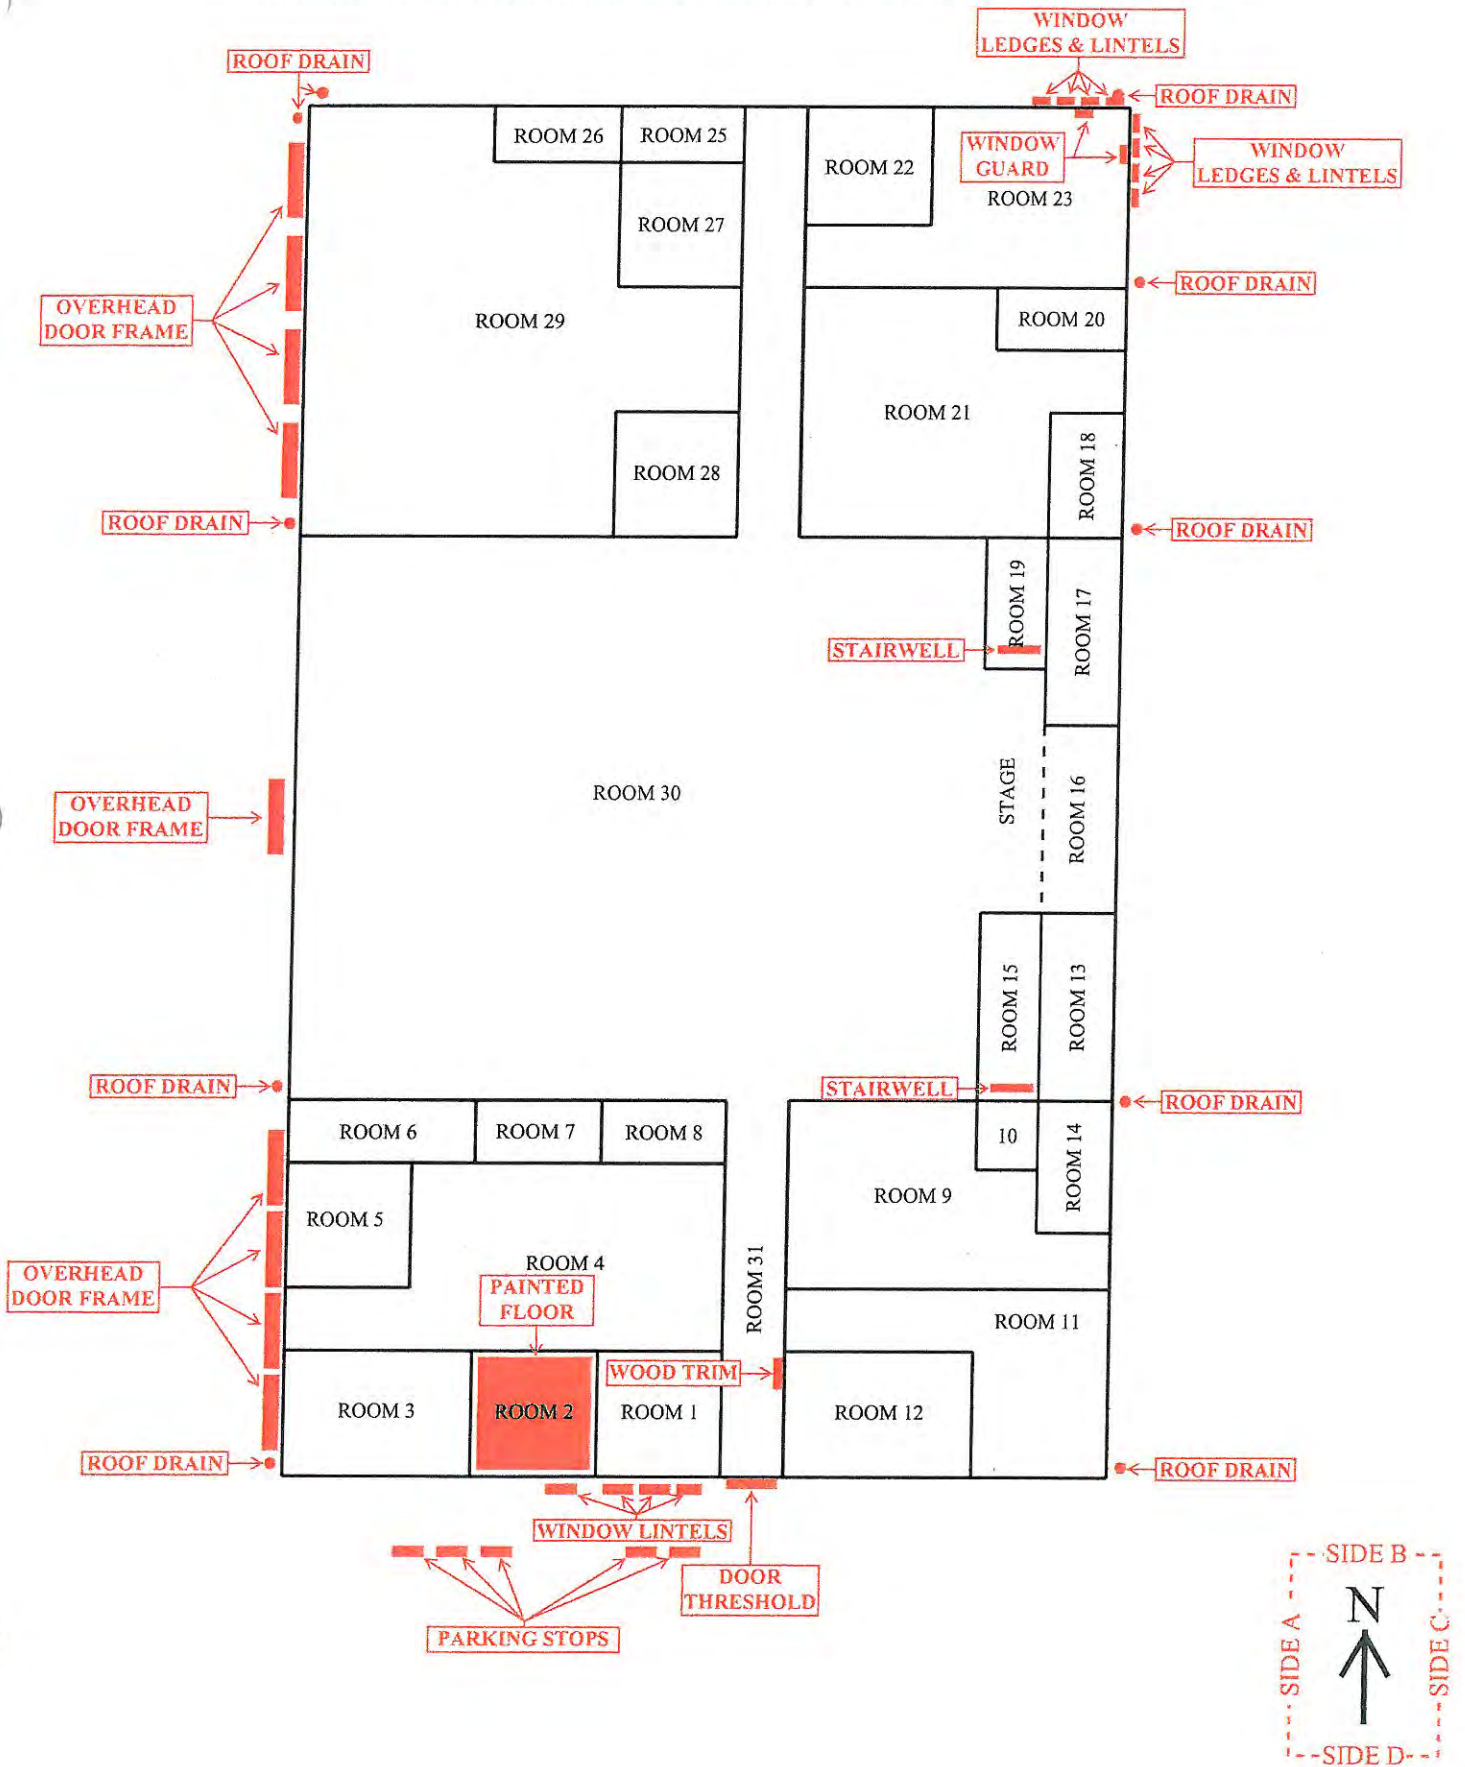 WINDOW
LEDGES & LINTELS
ROOF DRAIN
ROOF DRAIN
ROOM 26
ROOM 25
ROOM 22
WINDOW
GUARD
WINDOW
LEDGES & LINTELS
ROOM 23
ROOM 27
ROOF DRAIN
OVERHEAD
DOOR FRAME
ROOM 29
ROOM 20
ROOM 21
ROOM 28
ROOM 18
ROOF DRAIN
ROOF DRAIN
ROOM 19
ROOM 17
STAIRWELL
OVERHEAD
DOOR FRAME
ROOM 30
STAGE
ROOM 16
ROOM 15
ROOM 13
ROOF DRAIN
STAIRWELL
ROOF DRAIN
ROOM 6
ROOM 7
ROOM 8
10
ROOM 14
ROOM 9
ROOM 5
ROOM 4
OVERHEAD
DOOR FRAME
PAINTED
FLOOR
ROOM 31
ROOM 11
WOOD TRIM
ROOM 3
ROOM 2
ROOM 1
ROOM 12
ROOF DRAIN
ROOF DRAIN
WINDOW LINTELS
DOOR
THRESHOLD
PARKING STOPS
SIDE B
N
SIDE A
SIDE C
SIDE D